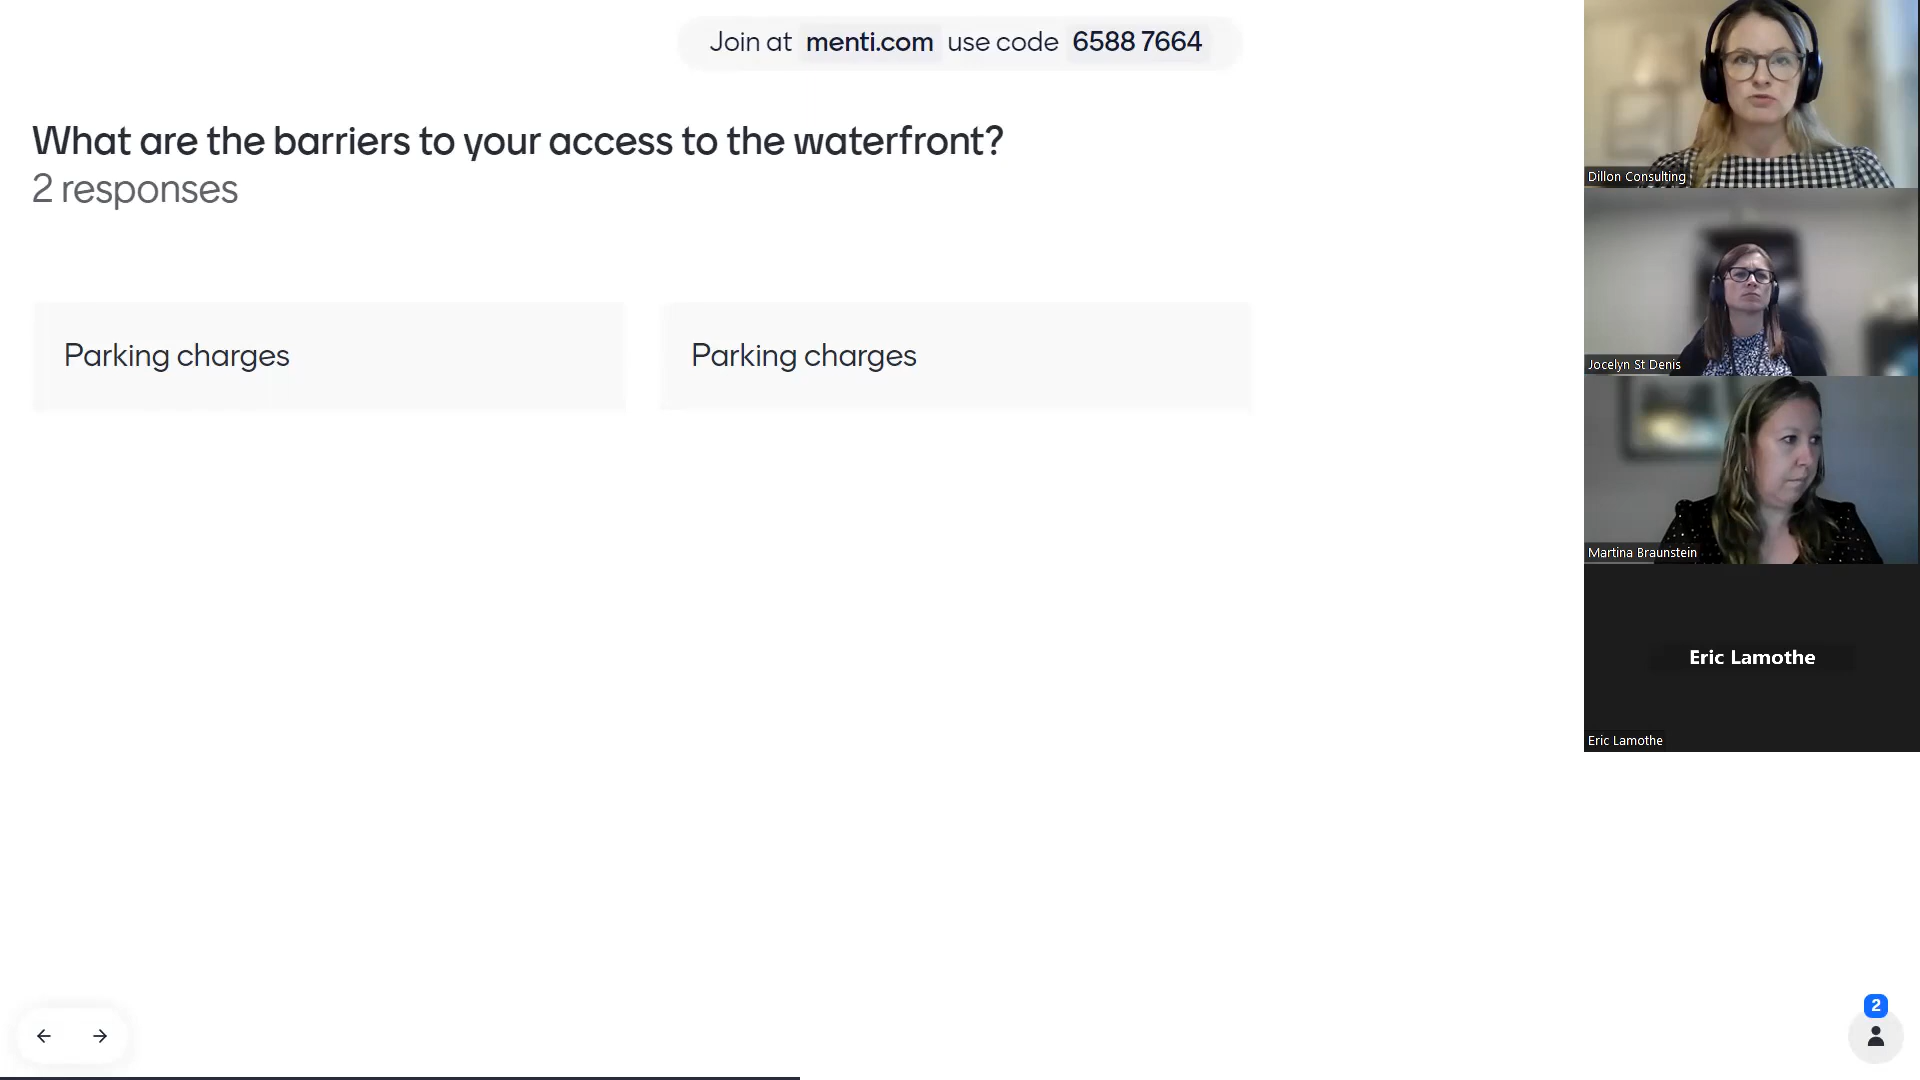 Join at menti.com use code 6588 7664
What are the barriers to your access to the waterfront?
2 responses
Parking charges
Parking charges
Dillon Consulting
Jocelyn St Denis
Martina Braunstein
Eric Lamothe
Eric Lamothe
2